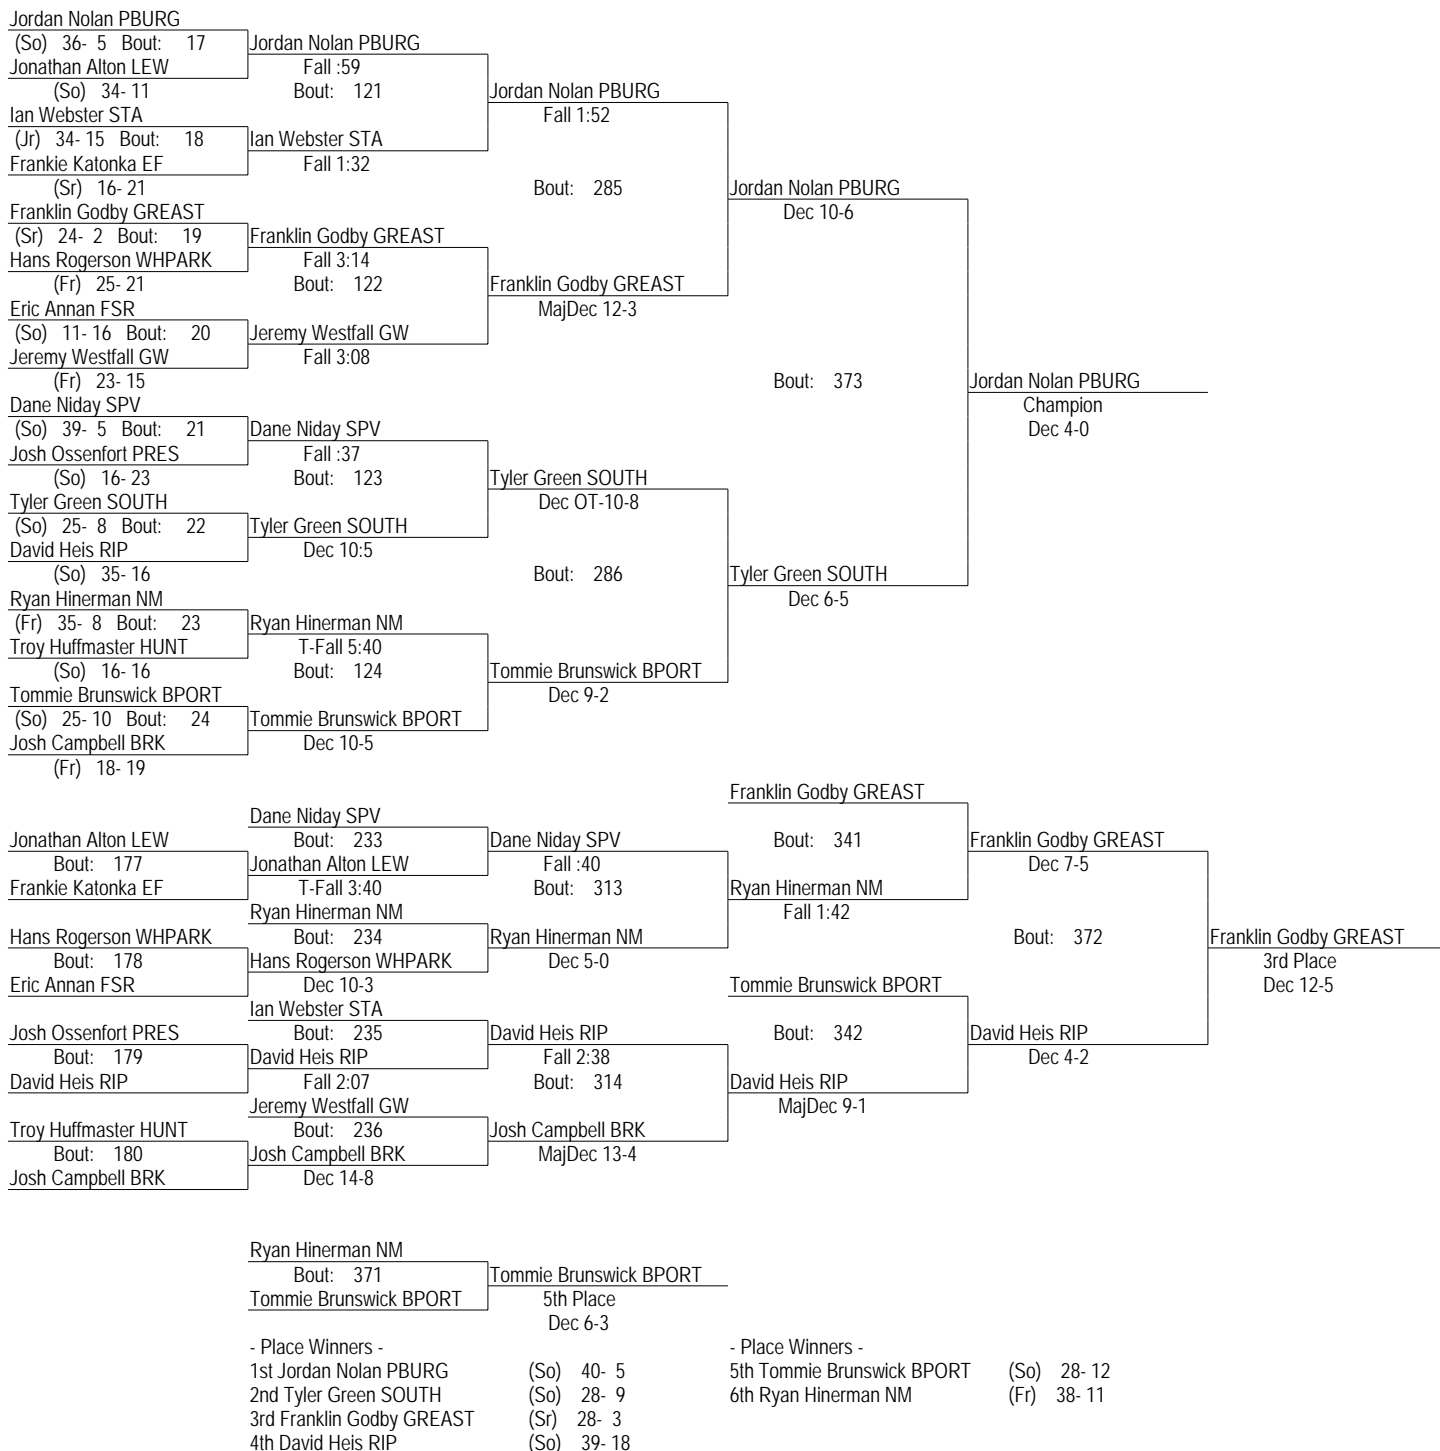 Jordan Nolan PBURG
(So) 36- 5 Bout: 17 Jordan Nolan PBURG
Jonathan Alton LEW Fall :59
(So) 34- 11 Bout: 121 Jordan Nolan PBURG
Ian Webster STA Fall 1:52
(Jr) 34- 15 Bout: 18 Ian Webster STA
Frankie Katonka EF Fall 1:32
(Sr) 16- 21 Bout: 285 Jordan Nolan PBURG
Franklin Godby GREAST Dec 10-6
(Sr) 24- 2 Bout: 19 Franklin Godby GREAST
Hans Rogerson WHPARK Fall 3:14
(Fr) 25- 21 Bout: 122 Franklin Godby GREAST
Eric Annan FSR MajDec 12-3
(So) 11- 16 Bout: 20 Jeremy Westfall GW
Jeremy Westfall GW Fall 3:08
(Fr) 23- 15 Bout: 373 Jordan Nolan PBURG
Dane Niday SPV Champion
(So) 39- 5 Bout: 21 Dane Niday SPV Dec 4-0
Josh Ossenfort PRES Fall :37
(So) 16- 23 Bout: 123 Tyler Green SOUTH
Tyler Green SOUTH Dec OT-10-8
(So) 25- 8 Bout: 22 Tyler Green SOUTH
David Heis RIP Dec 10:5
(So) 35- 16 Bout: 286 Tyler Green SOUTH
Ryan Hinerman NM Dec 6-5
(Fr) 35- 8 Bout: 23 Ryan Hinerman NM
Troy Huffmaster HUNT T-Fall 5:40
(So) 16- 16 Bout: 124 Tommie Brunswick BPORT
Tommie Brunswick BPORT Dec 9-2
(So) 25- 10 Bout: 24 Tommie Brunswick BPORT
Josh Campbell BRK Dec 10-5
(Fr) 18- 19
Franklin Godby GREAST
Dane Niday SPV
Jonathan Alton LEW Bout: 233 Dane Niday SPV Bout: 341 Franklin Godby GREAST
Bout: 177 Jonathan Alton LEW Fall :40 Dec 7-5
Frankie Katonka EF T-Fall 3:40 Bout: 313 Ryan Hinerman NM
Ryan Hinerman NM Fall 1:42
Hans Rogerson WHPARK Bout: 234 Ryan Hinerman NM Bout: 372 Franklin Godby GREAST
Bout: 178 Hans Rogerson WHPARK Dec 5-0 3rd Place
Eric Annan FSR Dec 10-3 Tommie Brunswick BPORT Dec 12-5
Ian Webster STA
Josh Ossenfort PRES Bout: 235 David Heis RIP Bout: 342 David Heis RIP
Bout: 179 David Heis RIP Fall 2:38 Dec 4-2
David Heis RIP Fall 2:07 Bout: 314 David Heis RIP
Jeremy Westfall GW MajDec 9-1
Troy Huffmaster HUNT Bout: 236 Josh Campbell BRK
Bout: 180 Josh Campbell BRK MajDec 13-4
Josh Campbell BRK Dec 14-8
Ryan Hinerman NM
Bout: 371 Tommie Brunswick BPORT
Tommie Brunswick BPORT 5th Place
Dec 6-3
- Place Winners - - Place Winners -
1st Jordan Nolan PBURG (So) 40- 5 5th Tommie Brunswick BPORT (So) 28- 12
2nd Tyler Green SOUTH (So) 28- 9 6th Ryan Hinerman NM (Fr) 38- 11
3rd Franklin Godby GREAST (Sr) 28- 3
4th David Heis RIP (So) 39- 18